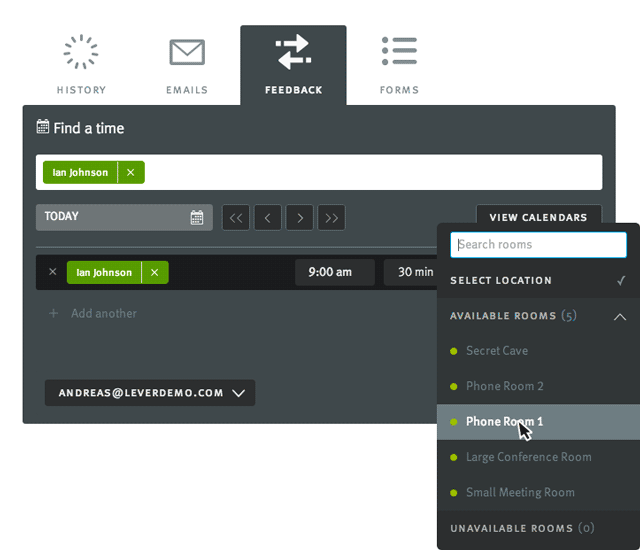 HISTORY
EMAILS
FEEDBACK
FORMS
Find a time
Ian Johnson ×
TODAY
VIEW CALENDARS
Search rooms
SELECT LOCATION
× Ian Johnson × 9:00 am 30 min
AVAILABLE ROOMS (5)
+ Add another
Secret Cave
Phone Room 2
ANDREAS@LEVERDEMO.COM
Phone Room 1
Large Conference Room
Small Meeting Room
UNAVAILABLE ROOMS (0)